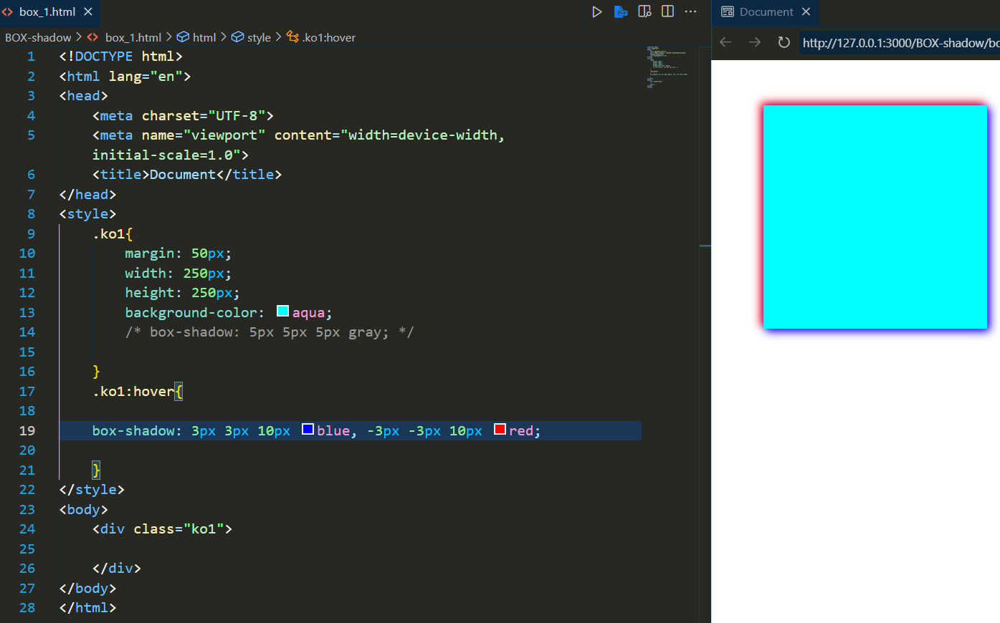 box_1.html
Document
BOX-shadow > box_1.html > html > style > .ko1:hover
http://127.0.0.1:3000/BOX-shadow/bo
1 <!DOCTYPE html>
2 <html lang="en">
3 <head>
4 <meta charset="UTF-8">
5 <meta name="viewport" content="width=device-width,
initial-scale=1.0">
6 <title>Document</title>
7 </head>
8 <style>
9 .ko1{
10 margin: 50px;
11 width: 250px;
12 height: 250px;
13 background-color: aqua;
14 /* box-shadow: 5px 5px 5px gray; */
15
16 }
17 .ko1:hover{
18
19 box-shadow: 3px 3px 10px blue, -3px -3px 10px red;
20
21 }
22 </style>
23 <body>
24 <div class="ko1">
25
26 </div>
27 </body>
28 </html>